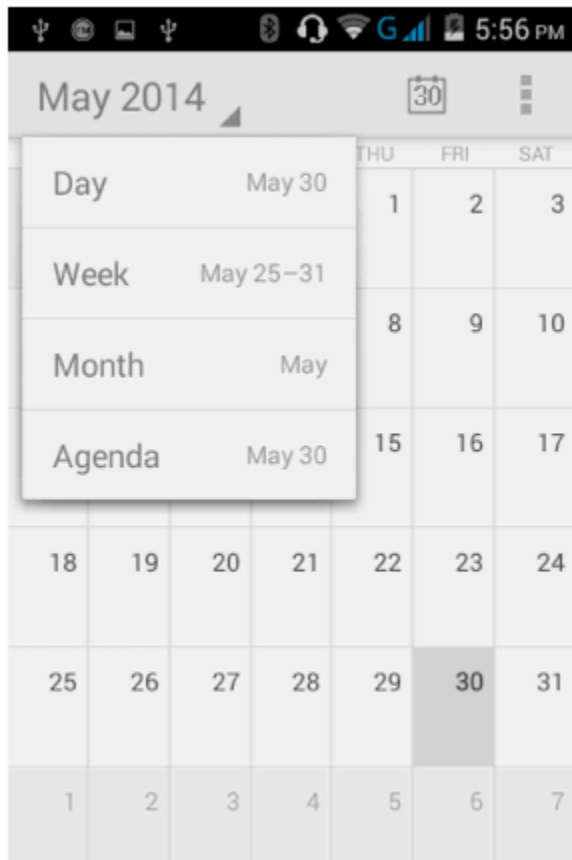 G 5:56 PM
May 2014 30
THU FRI SAT
Day May 30 1 2 3
Week May 25–31
8 9 10
Month May
Agenda May 30 15 16 17
18 19 20 21 22 23 24
25 26 27 28 29 30 31
1 2 3 4 5 6 7